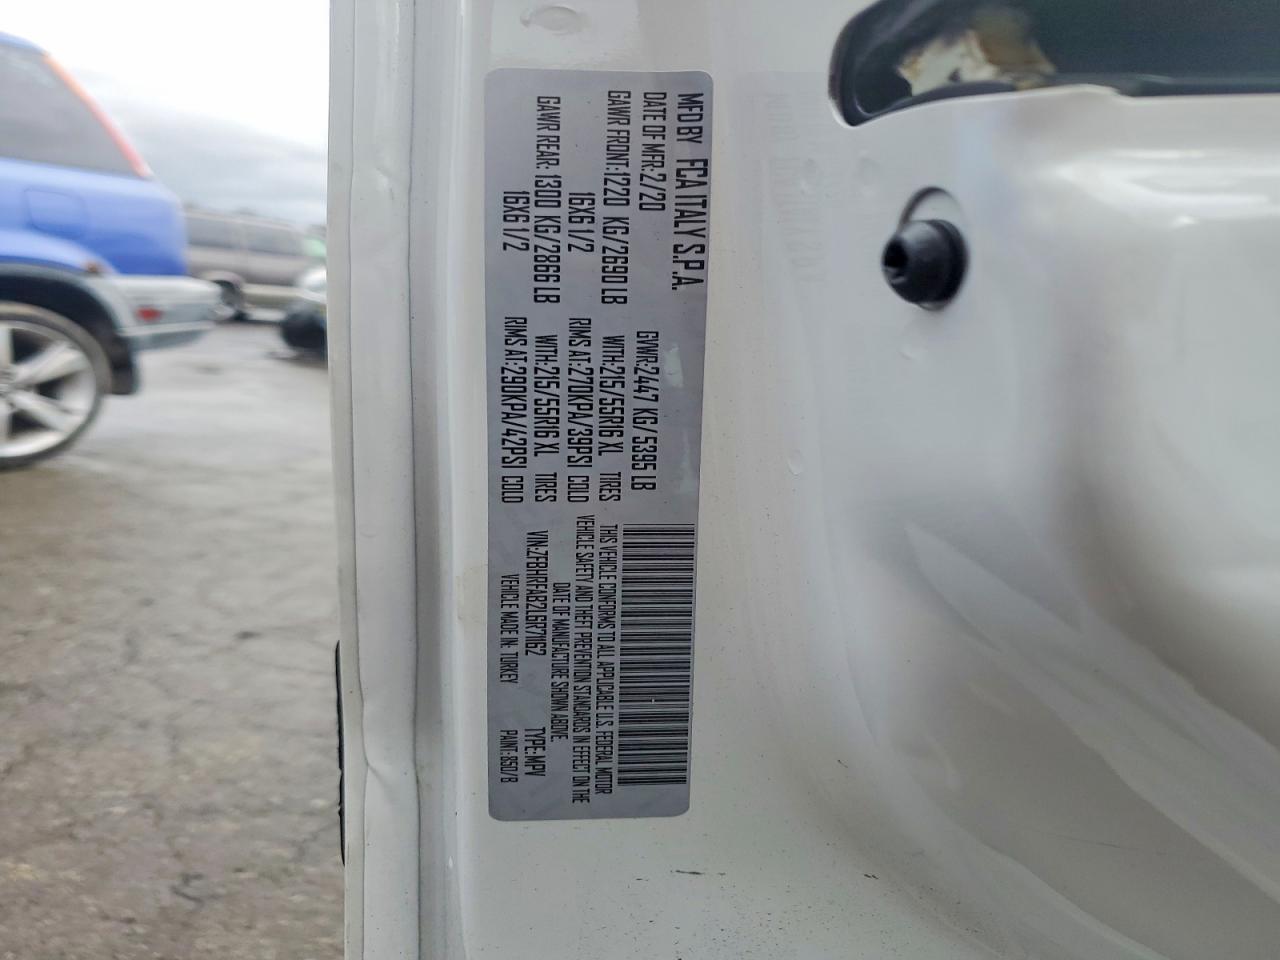 MFD BY FCA ITALY S.P.A.
DATE OF MFR:2/20 GVWR:2447 KG/ 5395 LB
GAWR FRONT:1220 KG/2690 LB WITH:215/55R16 XL TIRES
16X6 1/2 RIMS AT:270KPA/39PSI COLD
GAWR REAR: 1300 KG/2866 LB WITH:215/55R16 XL TIRES
16X6 1/2 RIMS AT:290KPA/42PSI COLD
THIS VEHICLE CONFORMS TO ALL APPLICABLE U.S. FEDERAL MOTOR
VEHICLE SAFETY AND THEFT PREVENTION STANDARDS IN EFFECT ON THE
DATE OF MANUFACTURE SHOWN ABOVE.
VIN:ZFBHRFAB2L6R71162 TYPE:MPV
VEHICLE MADE IN: TURKEY PAINT: 850/B